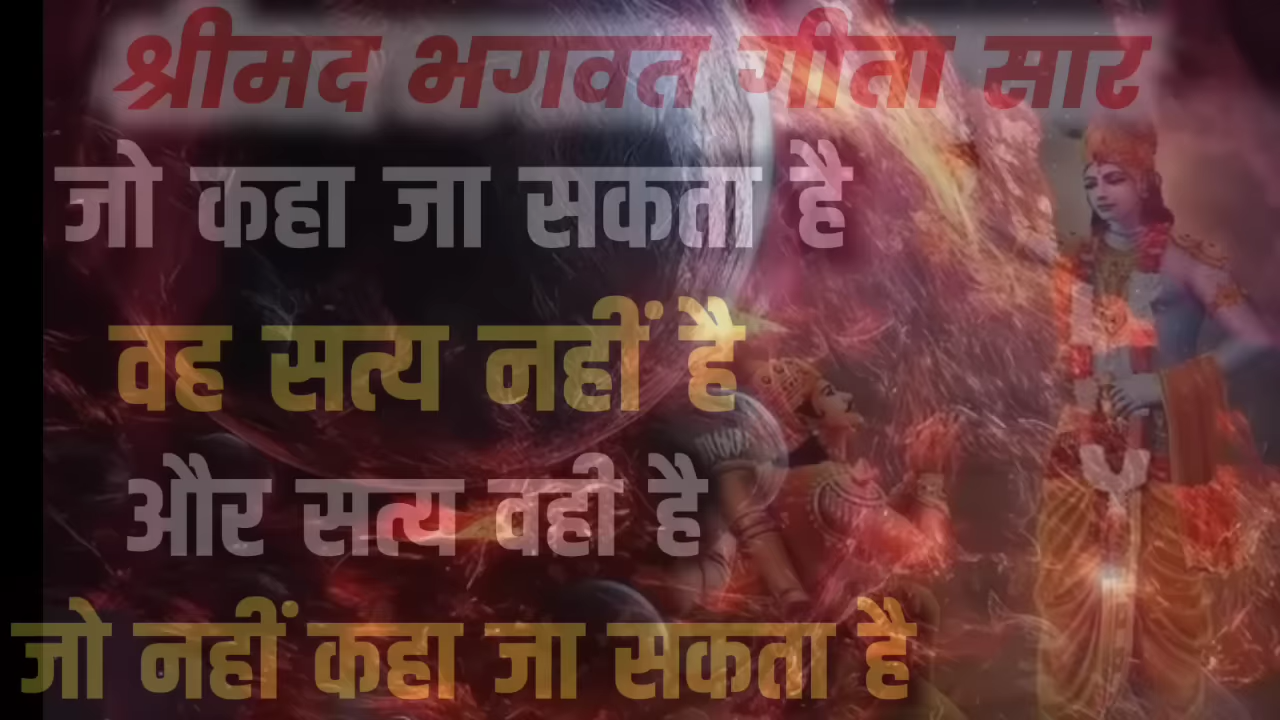 श्रीमद भगवत गीता सार
जो कहा जा सकता है
वह सत्य नहीं है
और सत्य वही है
जो नहीं कहा जा सकता है